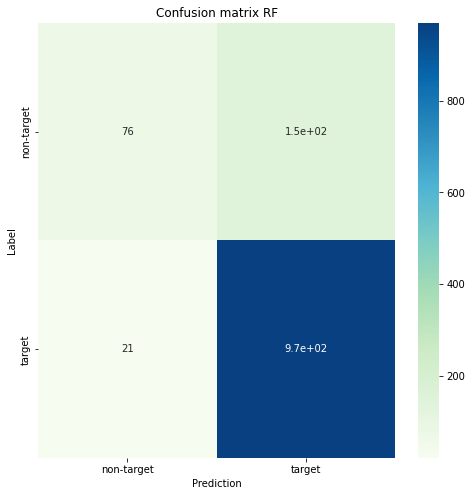 Confusion matrix RF
non-target
76
1.5e+02
800
600
Label
400
target
21
9.7e+02
200
non-target
target
Prediction